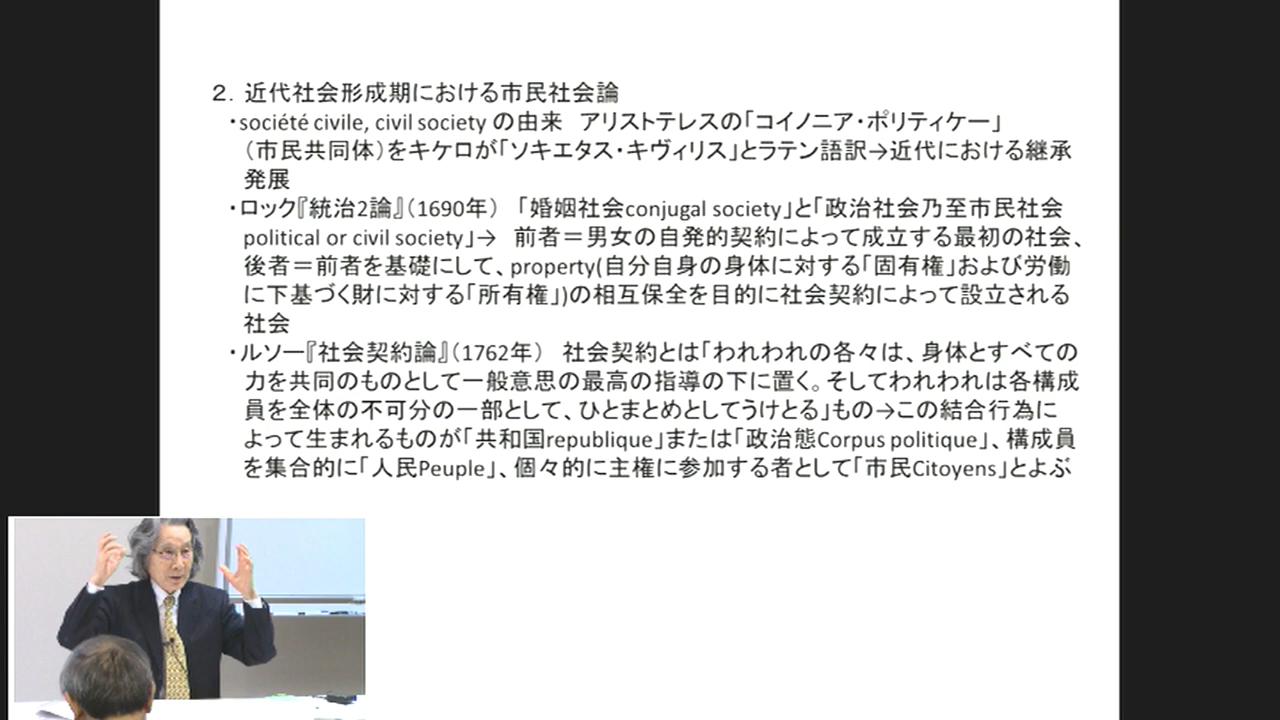 ２．近代社会形成期における市民社会論
・société civile, civil society の由来　アリストテレスの「コイノニア・ポリティケー」
（市民共同体）をキケロが「ソキエタス・キヴィリス」とラテン語訳→近代における継承
発展
・ロック『統治2論』（1690年）　「婚姻社会conjugal society」と「政治社会乃至市民社会
political or civil society」→　前者＝男女の自発的契約によって成立する最初の社会、
後者＝前者を基礎にして、property(自分自身の身体に対する「固有権」および労働
に下基づく財に対する「所有権」)の相互保全を目的に社会契約によって設立される
社会
・ルソー『社会契約論』（1762年）　社会契約とは「われわれの各々は、身体とすべての
力を共同のものとして一般意思の最高の指導の下に置く。そしてわれわれは各構成
員を全体の不可分の一部として、ひとまとめとしてうけとる」もの→この結合行為に
よって生まれるものが「共和国republique」または「政治態Corpus politique」、構成員
を集合的に「人民Peuple」、個々的に主権に参加する者として「市民Citoyens」とよぶ